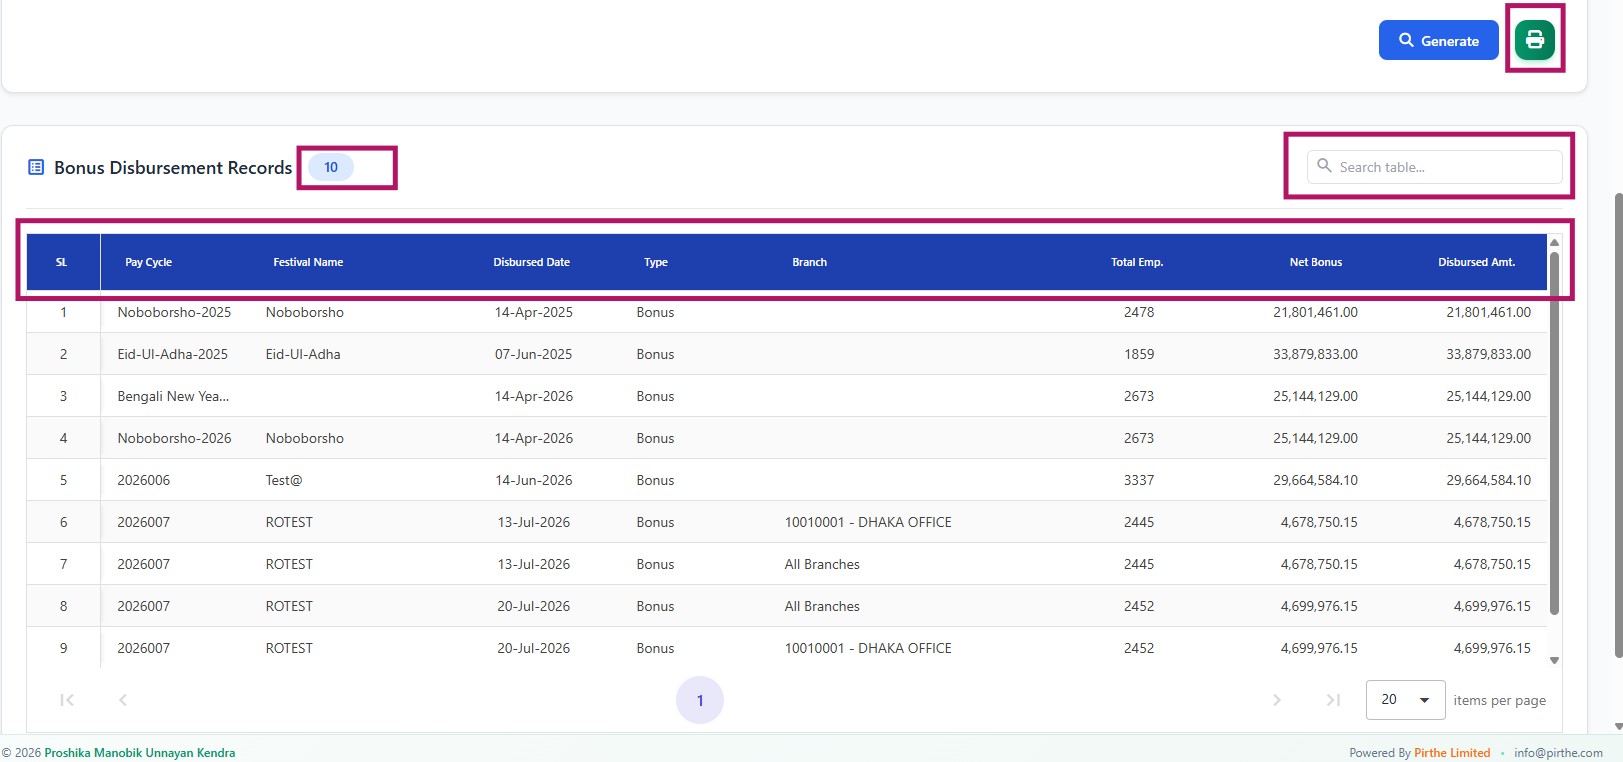 Generate
Bonus Disbursement Records 10
Search table...
SL Pay Cycle Festival Name Disbursed Date Type Branch Total Emp. Net Bonus Disbursed Amt.
1 Noboborsho-2025 Noboborsho 14-Apr-2025 Bonus 2478 21,801,461.00 21,801,461.00
2 Eid-Ul-Adha-2025 Eid-Ul-Adha 07-Jun-2025 Bonus 1859 33,879,833.00 33,879,833.00
3 Bengali New Yea... 14-Apr-2026 Bonus 2673 25,144,129.00 25,144,129.00
4 Noboborsho-2026 Noboborsho 14-Apr-2026 Bonus 2673 25,144,129.00 25,144,129.00
5 2026006 Test@ 14-Jun-2026 Bonus 3337 29,664,584.10 29,664,584.10
6 2026007 ROTEST 13-Jul-2026 Bonus 10010001 - DHAKA OFFICE 2445 4,678,750.15 4,678,750.15
7 2026007 ROTEST 13-Jul-2026 Bonus All Branches 2445 4,678,750.15 4,678,750.15
8 2026007 ROTEST 20-Jul-2026 Bonus All Branches 2452 4,699,976.15 4,699,976.15
9 2026007 ROTEST 20-Jul-2026 Bonus 10010001 - DHAKA OFFICE 2452 4,699,976.15 4,699,976.15
1 20 items per page
© 2026 Proshika Manobik Unnayan Kendra Powered By Pirthe Limited • info@pirthe.com